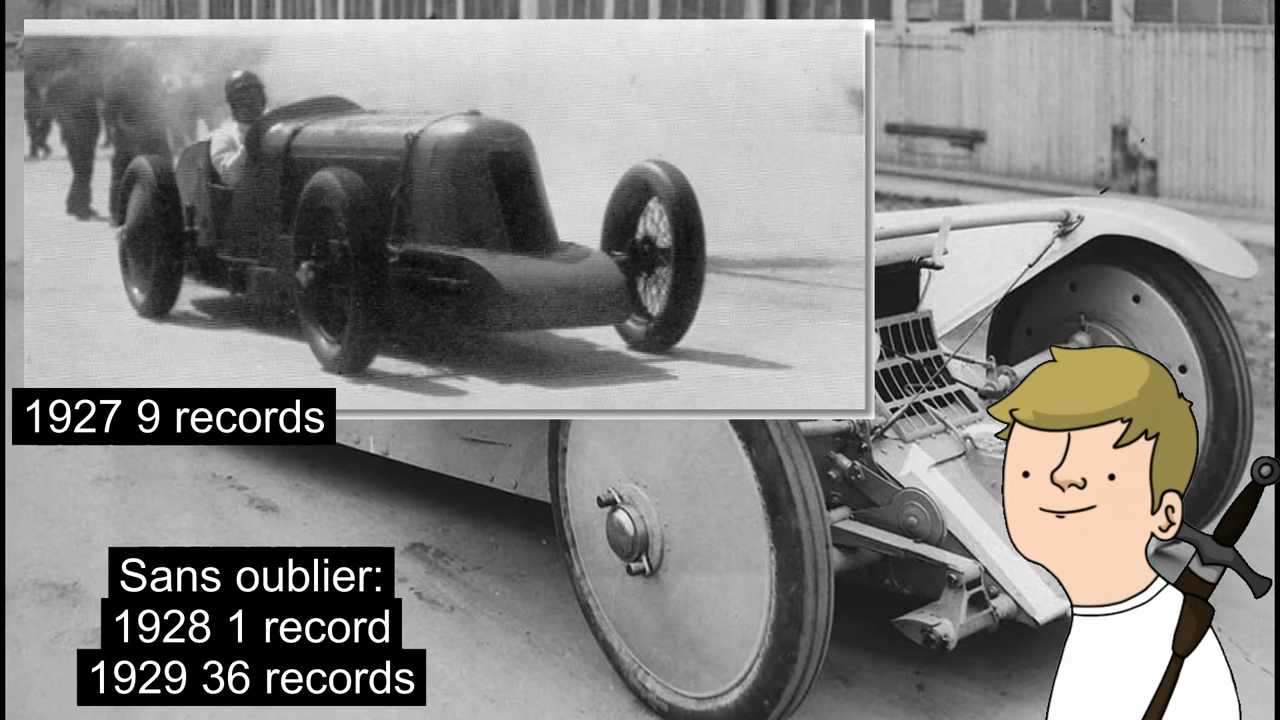 1927 9 records
Sans oublier:
1928 1 record
1929 36 records